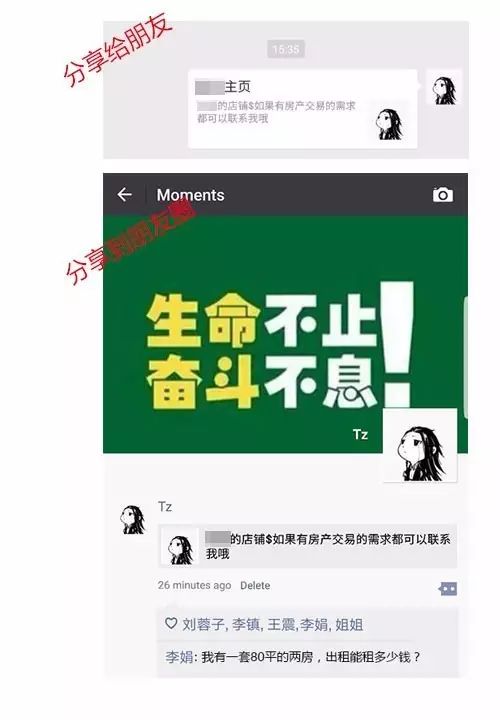 分享给朋友
15:35
主页
的店铺$如果有房产交易的需求
都可以联系我哦
Moments
分享到朋友圈
生命不止
奋斗不息!
Tz
Tz
的店铺$如果有房产交易的需求都可以联系
我哦
26 minutes ago Delete
刘蓉子, 李镇, 王震,李娟, 姐姐
李娟: 我有一套80平的两房，出租能租多少钱？